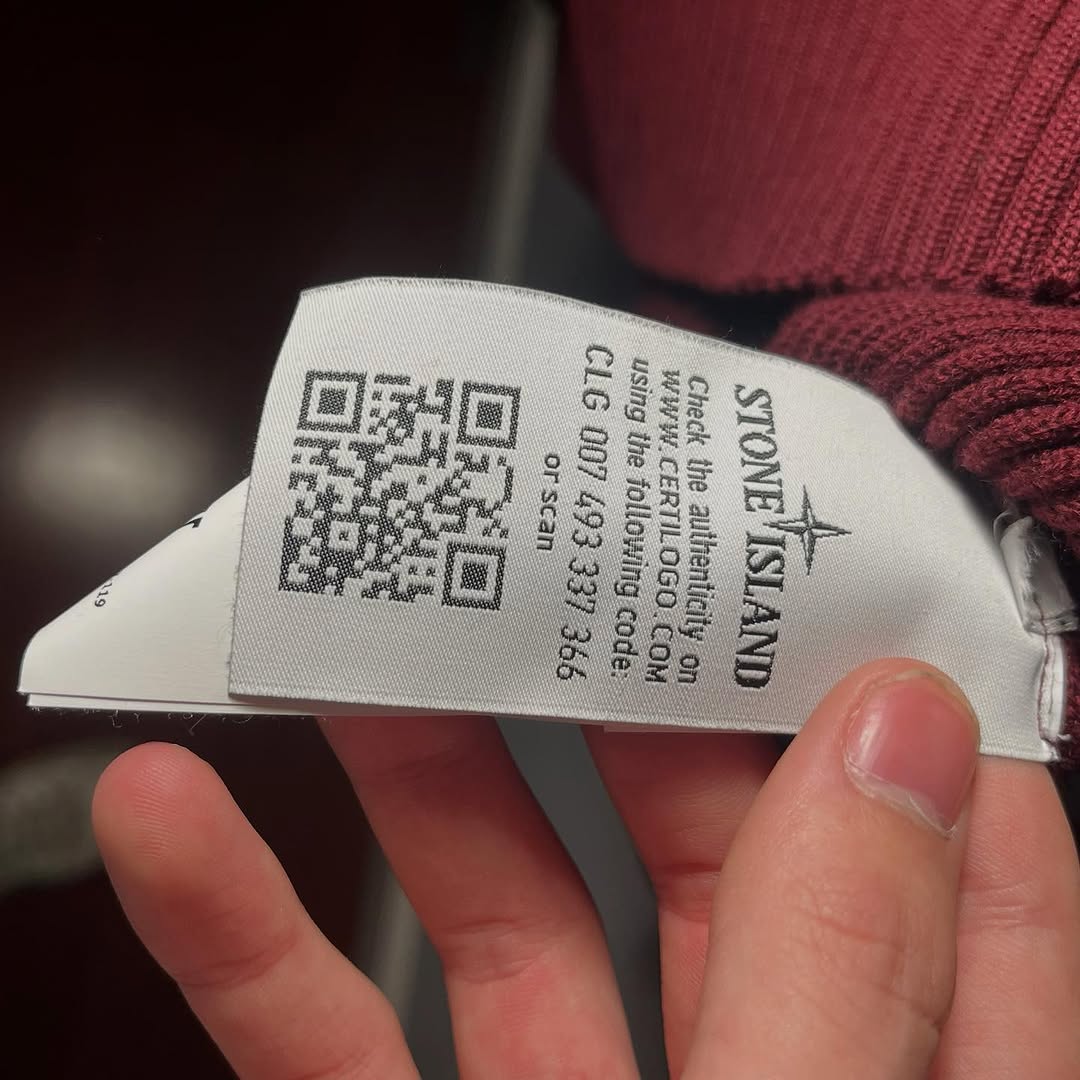 STONE ISLAND
Check the authenticity on
WWW.CERTILOGO.COM
using the following code:
CLG 007 493 337 366
or scan